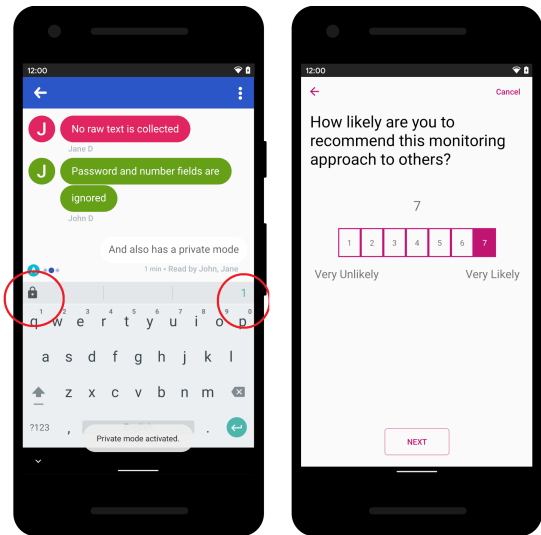 12:00
J
No raw text is collected
Jane D
J
Password and number fields are
ignored
John D
And also has a private mode
1 min • Read by John, Jane
1
1 2 3 4 5 6 7 8 9 0
q w e r t y u i o p
a s d f g h j k l
z x c v b n m
?123 , .
Private mode activated.
12:00
Cancel
How likely are you to
recommend this monitoring
approach to others?
7
1 2 3 4 5 6 7
Very Unlikely Very Likely
NEXT